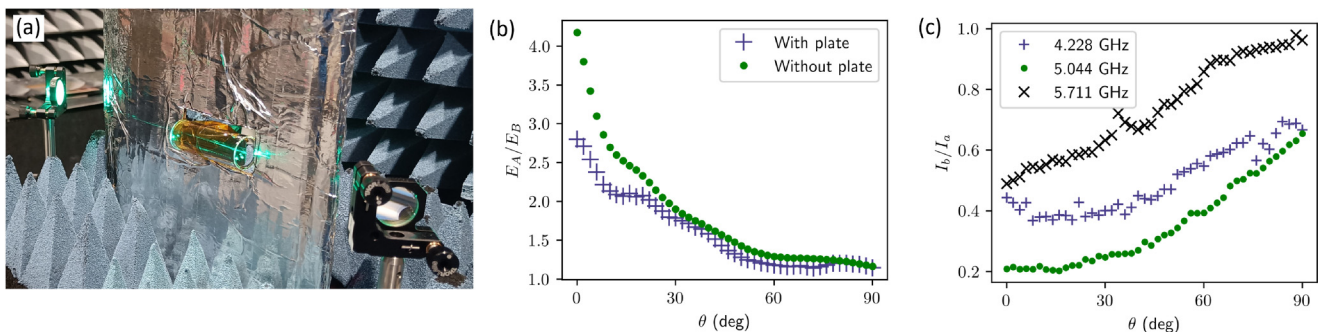 (a)
(b)
4.0
3.5
3.0
2.5
2.0
1.5
1.0
E_A/E_B
With plate
Without plate
0
30
60
90
θ (deg)
(c)
1.0
0.8
0.6
0.4
0.2
I_b/I_a
4.228 GHz
5.044 GHz
5.711 GHz
0
30
60
90
θ (deg)